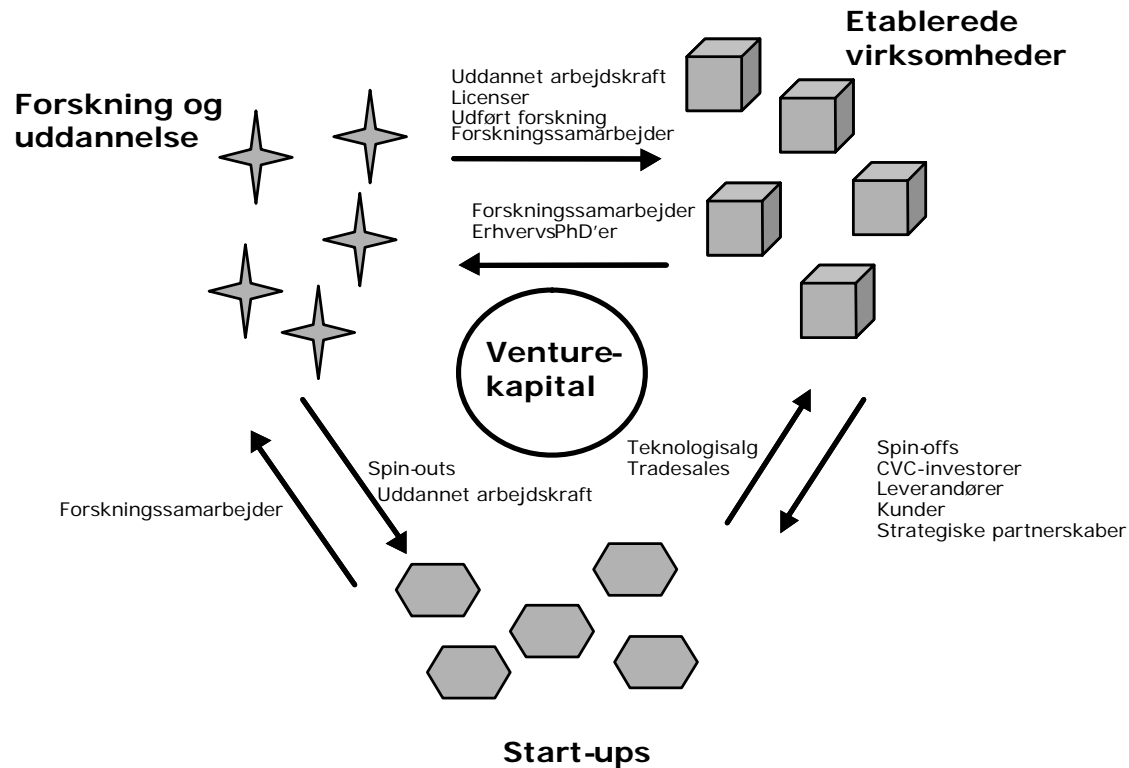 Etablerede
virksomheder
Forskning og
uddannelse
Uddannet arbejdskraft
Licenser
Udført forskning
Forskningssamarbejder
Forskningssamarbejder
ErhvervsPhD'er
Venture-
kapital
Teknologisalg
Tradesales
Spin-offs
CVC-investorer
Leverandører
Kunder
Strategiske partnerskaber
Spin-outs
Uddannet arbejdskraft
Forskningssamarbejder
Start-ups